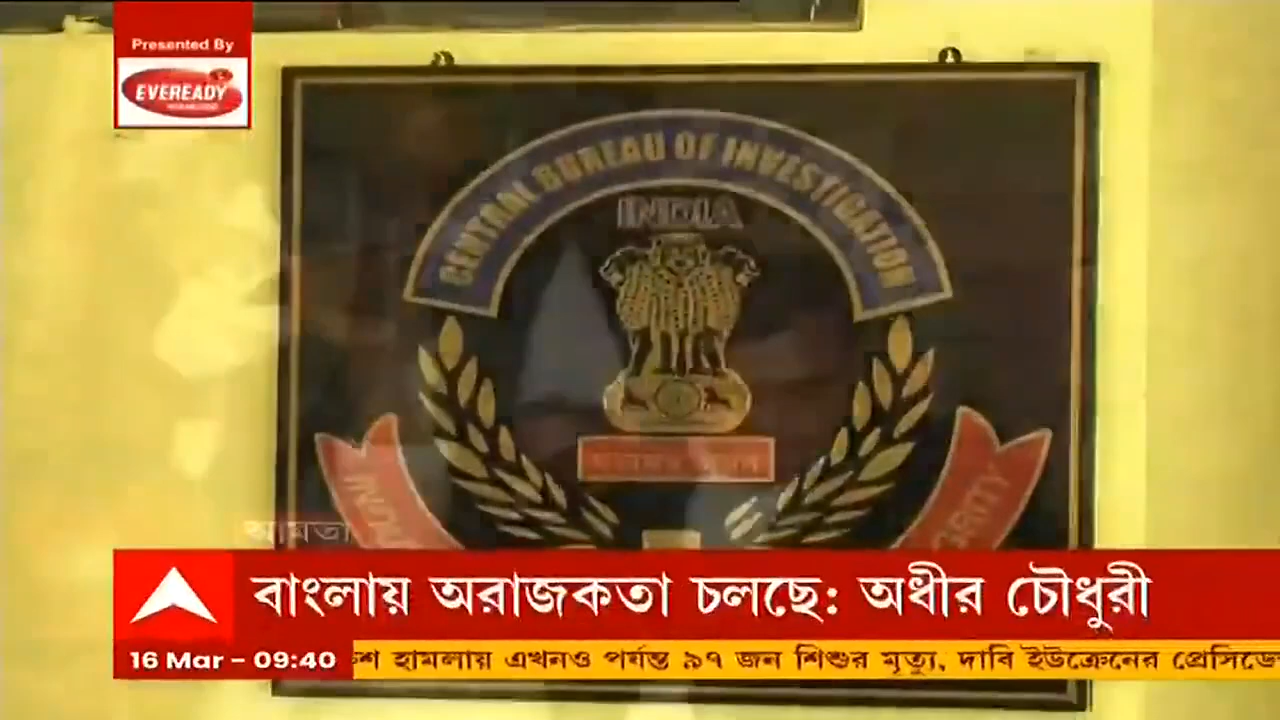 Presented By
EVEREADY
CENTRAL BUREAU OF INVESTIGATION
INDIA
আমতা
বাংলায় অরাজকতা চলছে: অধীর চৌধুরী
16 Mar - 09:40
শ হামলায় এখনও পর্যন্ত ৯৭ জন শিশুর মৃত্যু, দাবি ইউক্রেনের প্রেসিডে